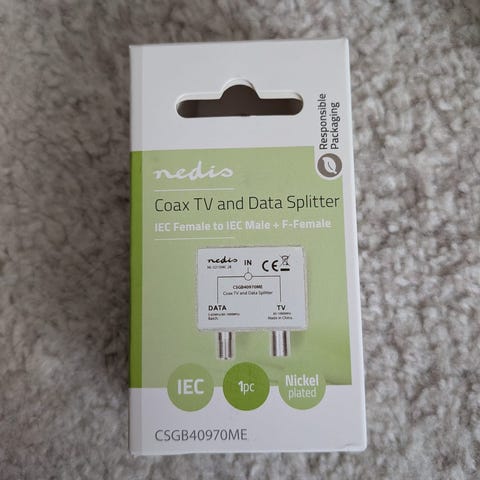 Responsible
Packaging
nedis
Coax TV and Data Splitter
IEC Female to IEC Male + F-Female
nedis
IN
CE
CSGB40970ME
Coax TV and Data Splitter
DATA
TV
Made in China.
IEC
1pc
Nickel
plated
CSGB40970ME